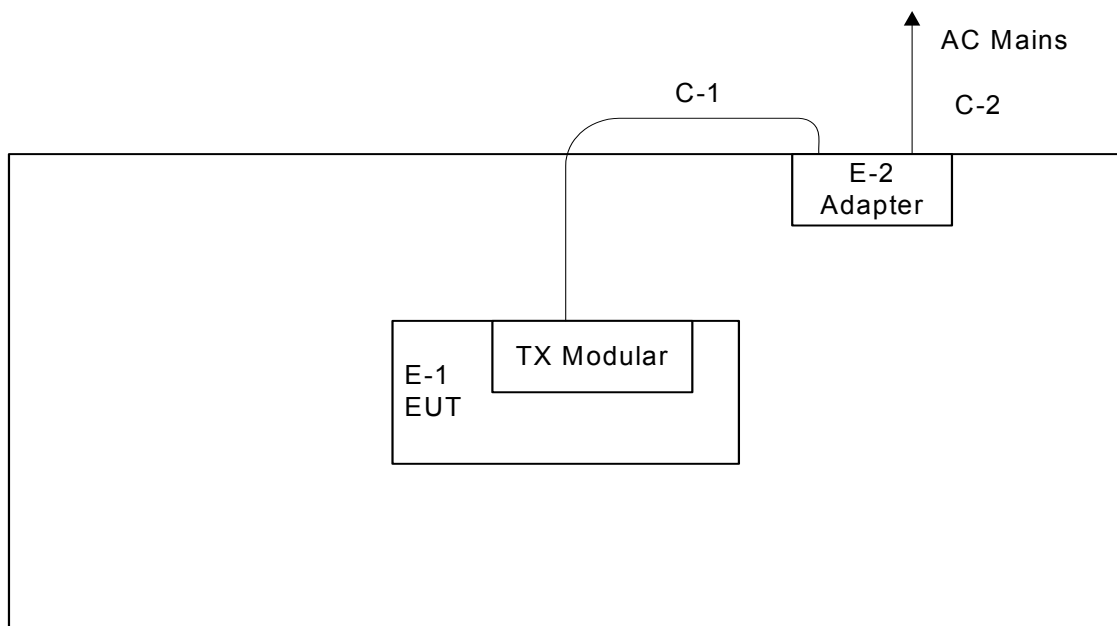 AC Mains
C-1
C-2
E-2
Adapter
TX Modular
E-1
EUT